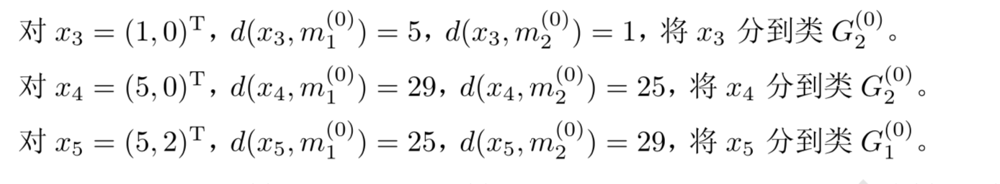 对 $x_3 = (1,0)^{\mathrm{T}}$，$d(x_3, m_1^{(0)}) = 5$，$d(x_3, m_2^{(0)}) = 1$，将 $x_3$ 分到类 $G_2^{(0)}$。
对 $x_4 = (5,0)^{\mathrm{T}}$，$d(x_4, m_1^{(0)}) = 29$，$d(x_4, m_2^{(0)}) = 25$，将 $x_4$ 分到类 $G_2^{(0)}$。
对 $x_5 = (5,2)^{\mathrm{T}}$，$d(x_5, m_1^{(0)}) = 25$，$d(x_5, m_2^{(0)}) = 29$，将 $x_5$ 分到类 $G_1^{(0)}$。